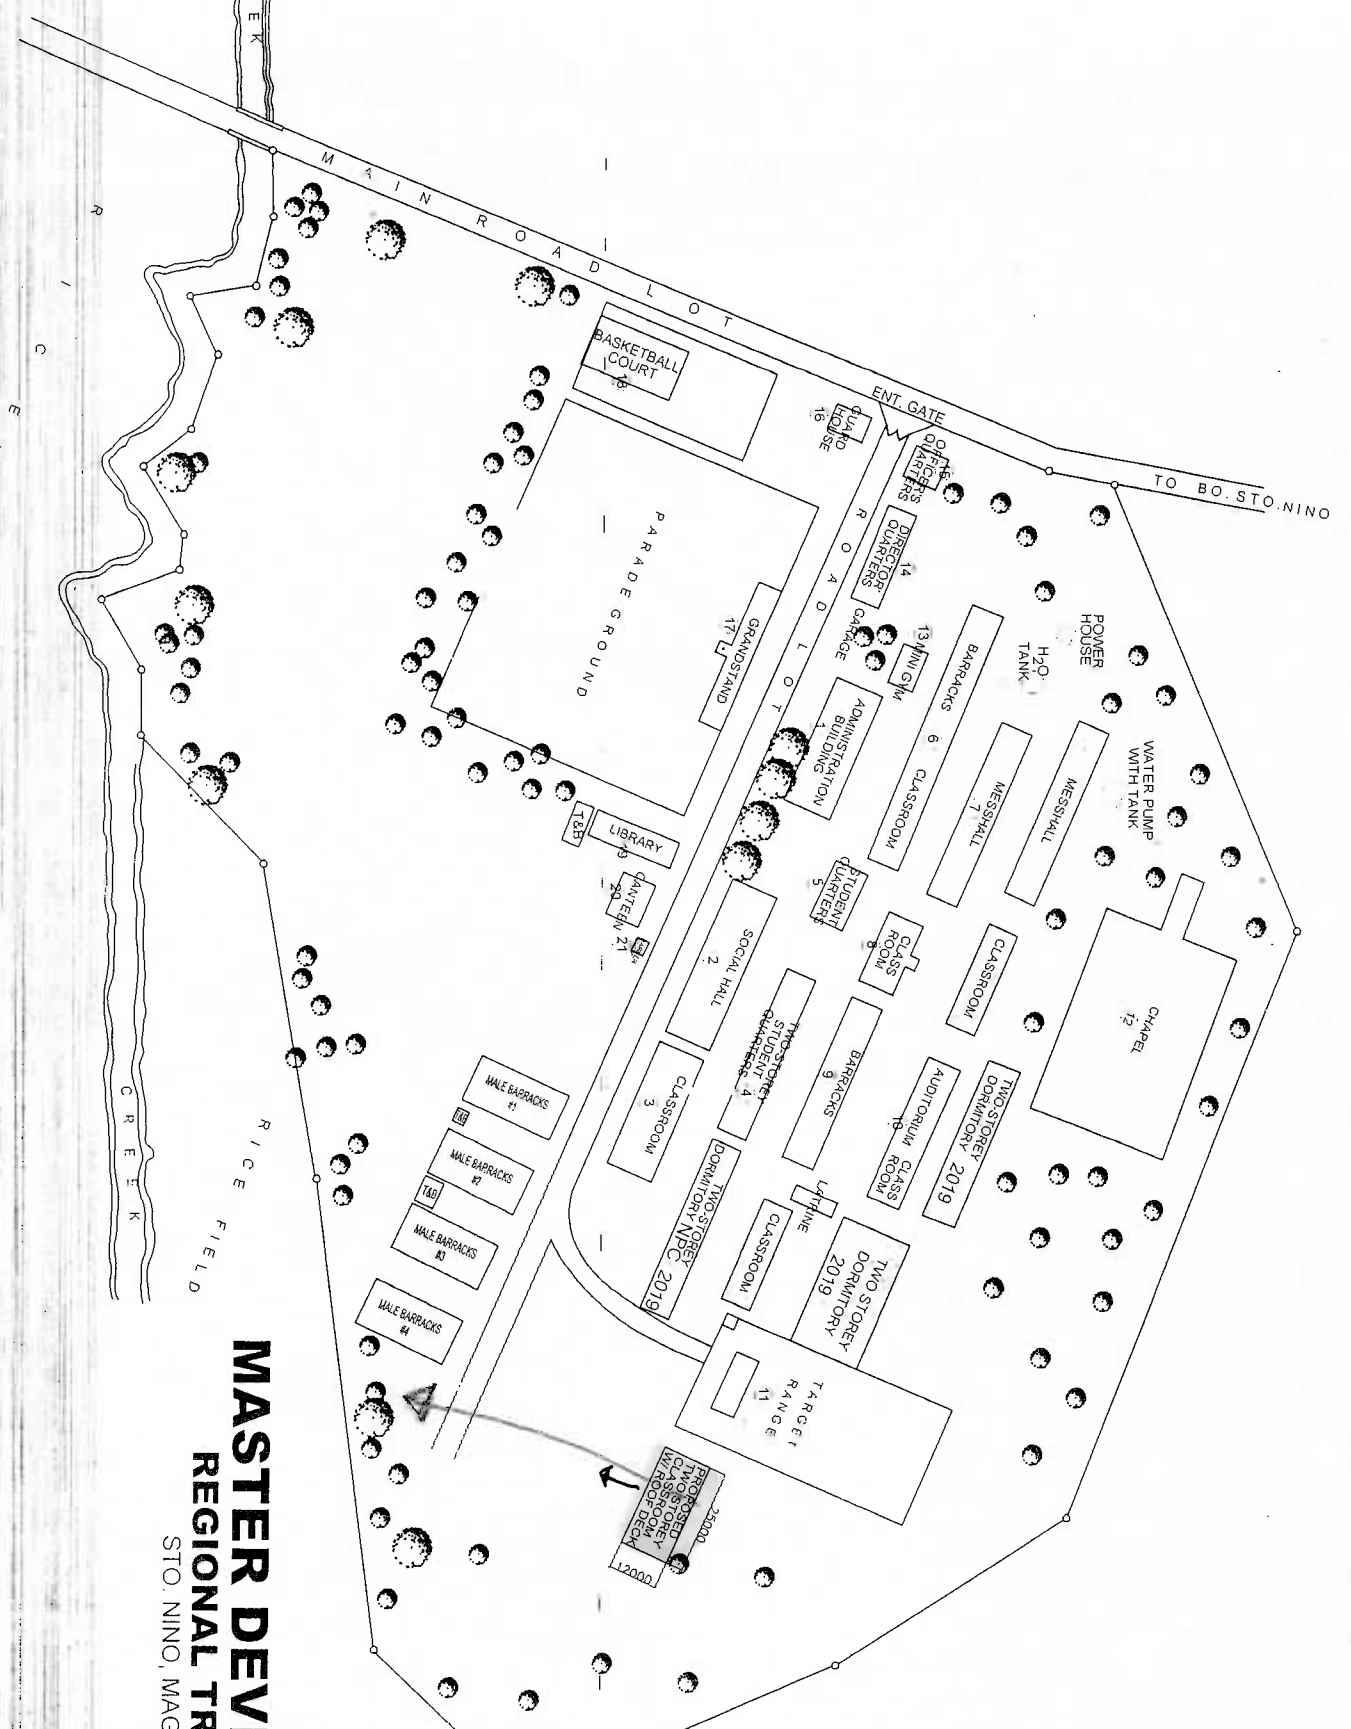 E K
MAIN ROAD LOT
ENT. GATE
TO BO. STO. NINO
BASKETBALL
COURT
18
GUARD
HOUSE
16
OFFICERS
QUARTERS
15
DIRECTOR
QUARTERS
14
ROAD LOT
PARADE GROUND
GRANDSTAND
17
GARAGE
13
MINI GYM
ADMINISTRATION
BUILDING
1
BARRACKS 6 CLASSROOM
H2O
TANK
POWER
HOUSE
MESSHALL
7
MESSHALL
WATER PUMP
WITH TANK
T&B
LIBRARY
19
CANTEEN
20
21
STUDENT
QUARTERS
5
CLASS
ROOM
8
CLASSROOM
CHAPEL
12
SOCIAL HALL
2
TWO-STOREY
STUDENT
QUARTERS 4
BARRACKS
9
AUDITORIUM CLASS
ROOM
10
TWO-STOREY
DORMITORY 2019
CLASSROOM
3
TWO-STOREY
DORMITORY NPC 2019
LATRINE
CLASSROOM
TWO STOREY
DORMITORY
2019
MALE BARRACKS
#1
T&B
MALE BARRACKS
#2
T&B
MALE BARRACKS
#3
MALE BARRACKS
#4
TARGET
RANGE
11
PROPOSED
TWO-STOREY
CLASSROOM
W/ ROOF DECK
25000
12000
RICE
CREEK
RICE FIELD
MASTER DEV
REGIONAL TR
STO. NINO, MAG